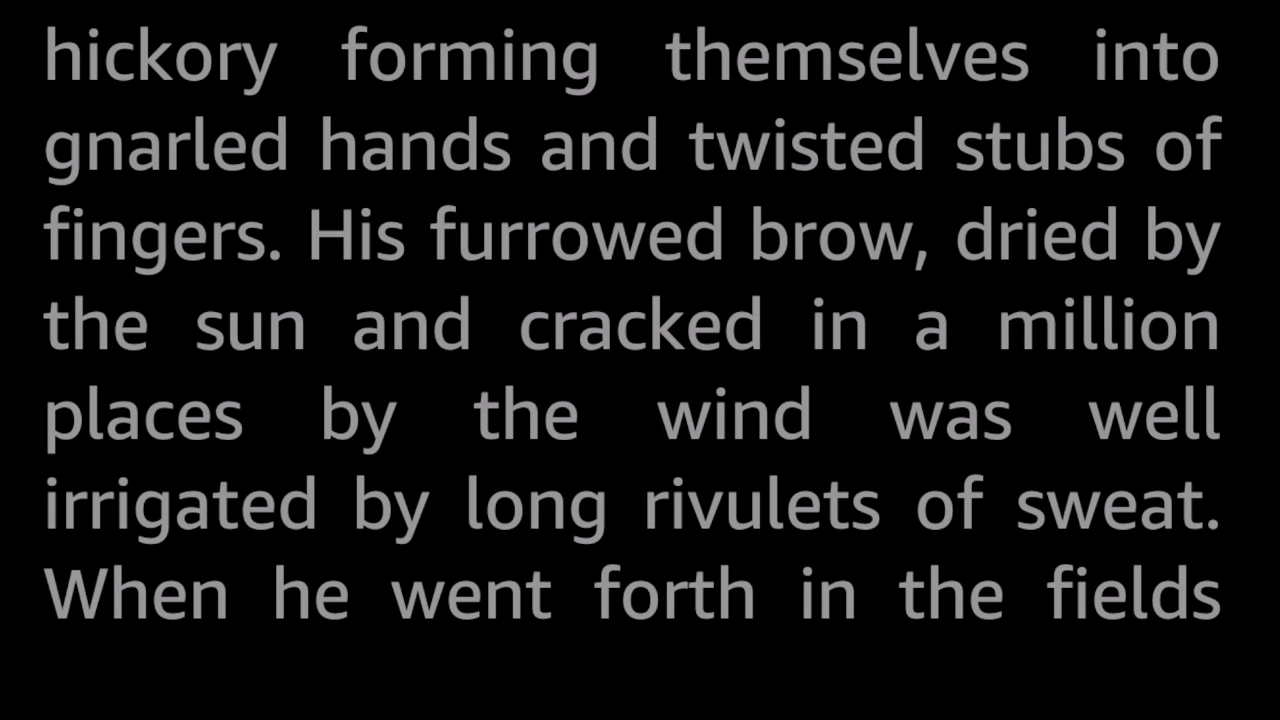 hickory forming themselves into
gnarled hands and twisted stubs of
fingers. His furrowed brow, dried by
the sun and cracked in a million
places by the wind was well
irrigated by long rivulets of sweat.
When he went forth in the fields